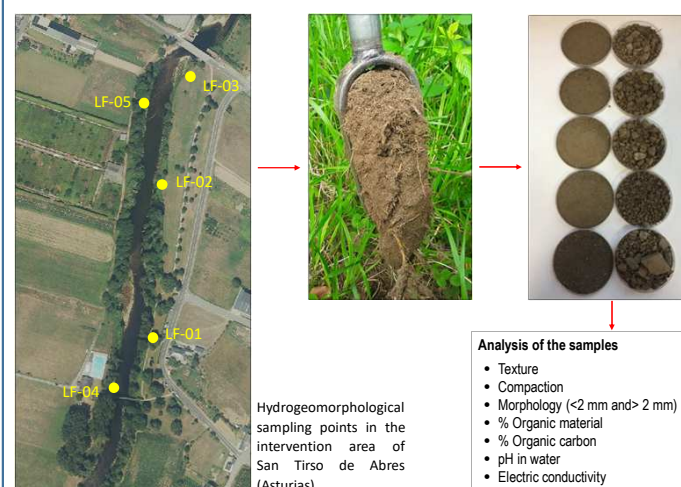 LF-03
LF-05
LF-02
LF-01
LF-04
Hydrogeomorphological
sampling points in the
intervention area of
San Tirso de Abres
(Asturias)
Analysis of the samples
• Texture
• Compaction
• Morphology (<2 mm and> 2 mm)
• % Organic material
• % Organic carbon
• pH in water
• Electric conductivity